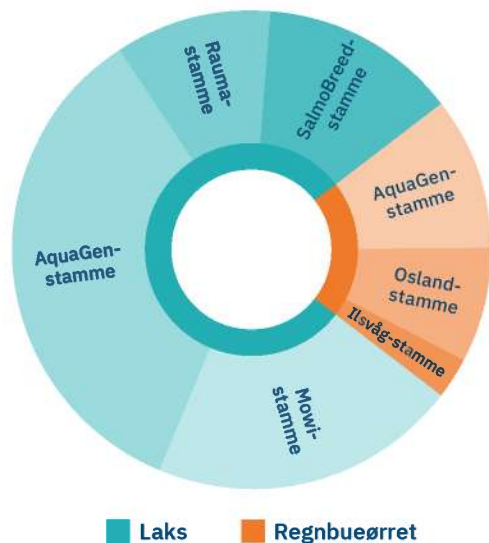 Rauma-
stamme
SalmoBreed-
stamme
AquaGen-
stamme
AquaGen-
stamme
Osland-
stamme
Ilsvåg-stamme
Mowi-
stamme
Laks
Regnbueørret